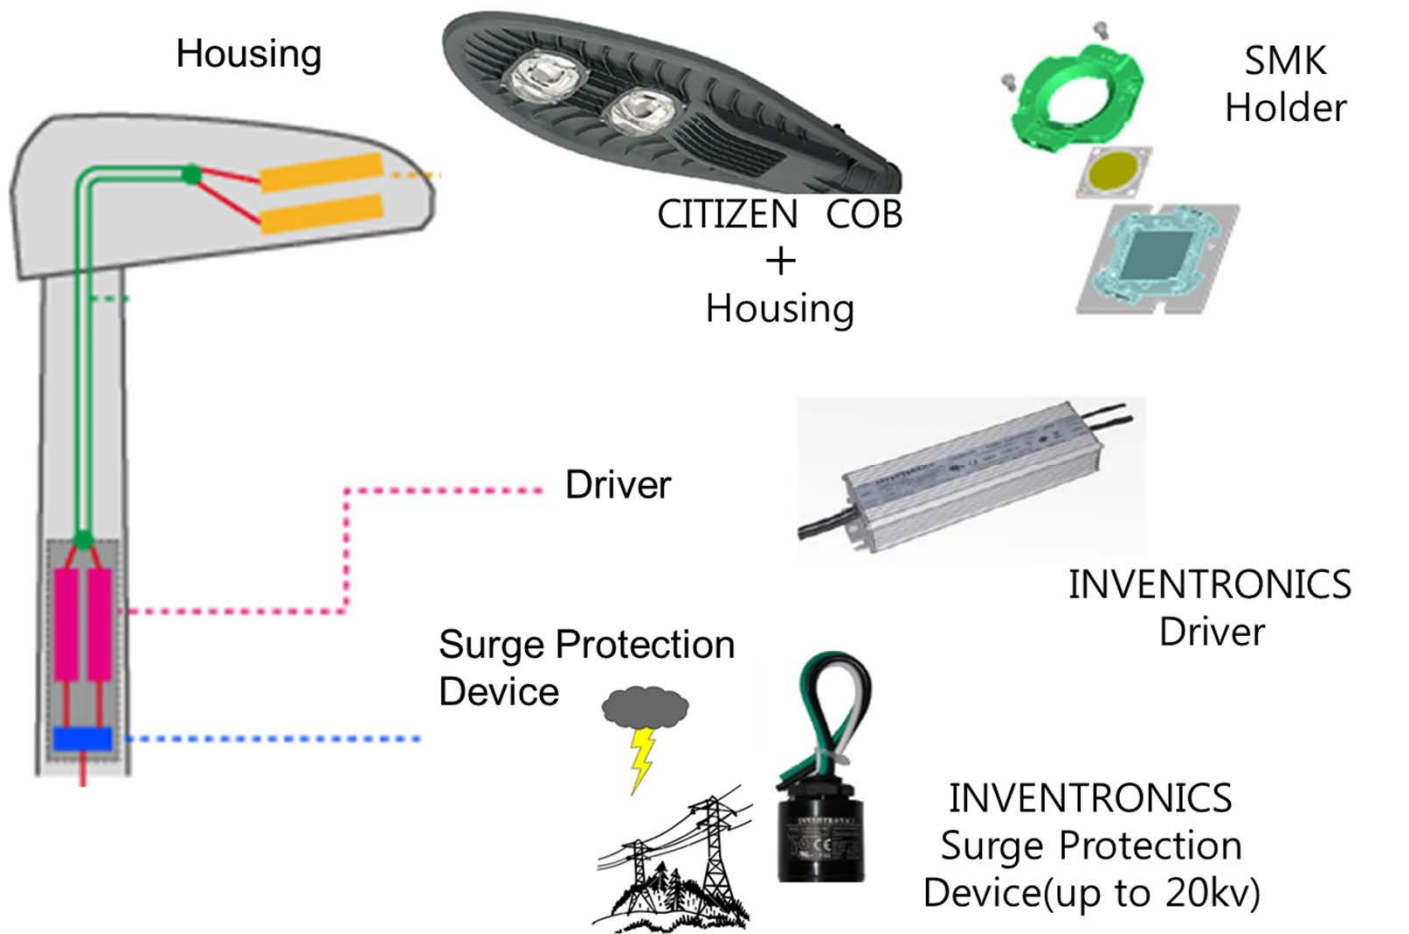 Housing
SMK
Holder
CITIZEN COB
+
Housing
Driver
INVENTRONICS
Driver
Surge Protection
Device
INVENTRONICS
INVENTRONICS
Surge Protection
Device(up to 20kv)